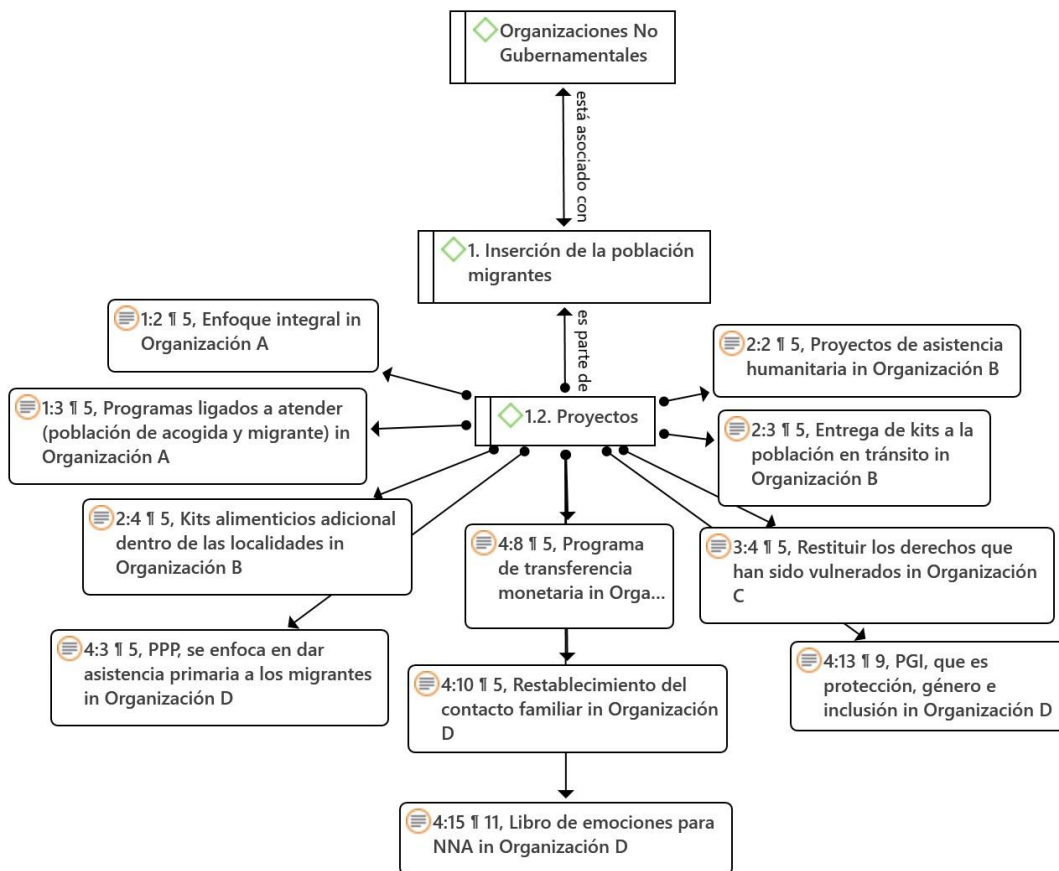 Organizaciones No
Gubernamentales
está asociado con
1. Inserción de la población
migrantes
es parte de
1:2 ¶ 5, Enfoque integral in
Organización A
2:2 ¶ 5, Proyectos de asistencia
humanitaria in Organización B
1:3 ¶ 5, Programas ligados a atender
(población de acogida y migrante) in
Organización A
1.2. Proyectos
2:3 ¶ 5, Entrega de kits a la
población en tránsito in
Organización B
2:4 ¶ 5, Kits alimenticios adicional
dentro de las localidades in
Organización B
4:8 ¶ 5, Programa
de transferencia
monetaria in Orga...
3:4 ¶ 5, Restituir los derechos que
han sido vulnerados in Organización
C
4:3 ¶ 5, PPP, se enfoca en dar
asistencia primaria a los migrantes
in Organización D
4:10 ¶ 5, Restablecimiento del
contacto familiar in Organización
D
4:13 ¶ 9, PGI, que es
protección, género e
inclusión in Organización D
4:15 ¶ 11, Libro de emociones para
NNA in Organización D